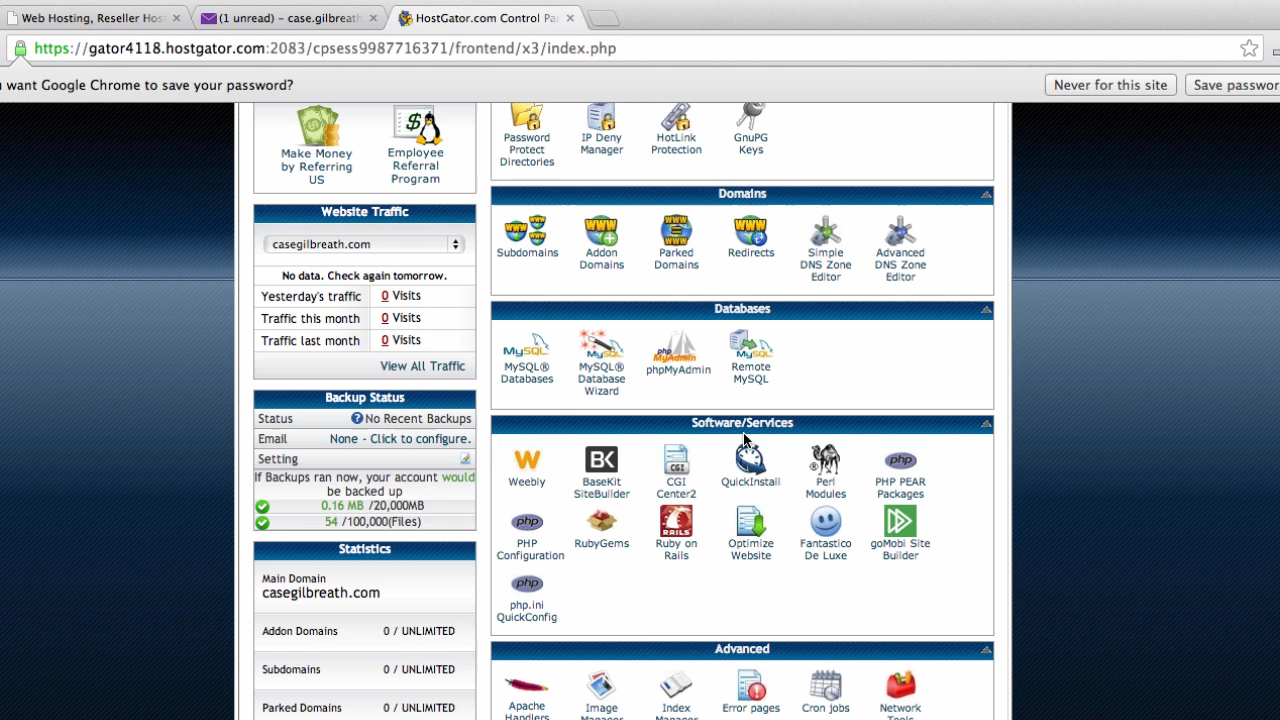 Web Hosting, Reseller Hos
(1 unread) – case.gilbreath
HostGator.com Control Pa
https://gator4118.hostgator.com:2083/cpsess9987716371/frontend/x3/index.php
want Google Chrome to save your password?
Never for this site
Save passwor
Make Money
by Referring
US
Employee
Referral
Program
Website Traffic
casegilbreath.com
No data. Check again tomorrow.
Yesterday's traffic 0 Visits
Traffic this month 0 Visits
Traffic last month 0 Visits
View All Traffic
Backup Status
Status No Recent Backups
Email None - Click to configure.
Setting
If Backups ran now, your account would
be backed up
0.16 MB /20,000MB
54 /100,000(Files)
Statistics
Main Domain
casegilbreath.com
Addon Domains 0 / UNLIMITED
Subdomains 0 / UNLIMITED
Parked Domains 0 / UNLIMITED
Password
Protect
Directories
IP Deny
Manager
HotLink
Protection
GnuPG
Keys
Domains
Subdomains
Addon
Domains
Parked
Domains
Redirects
Simple
DNS Zone
Editor
Advanced
DNS Zone
Editor
Databases
MySQL®
Databases
MySQL®
Database
Wizard
phpMyAdmin
Remote
MySQL
Software/Services
Weebly
BaseKit
SiteBuilder
CGI
Center2
QuickInstall
Perl
Modules
PHP PEAR
Packages
PHP
Configuration
RubyGems
Ruby on
Rails
Optimize
Website
Fantastico
De Luxe
goMobi Site
Builder
php.ini
QuickConfig
Advanced
Apache
Handlers
Image
Manager
Index
Manager
Error pages
Cron jobs
Network
Tools